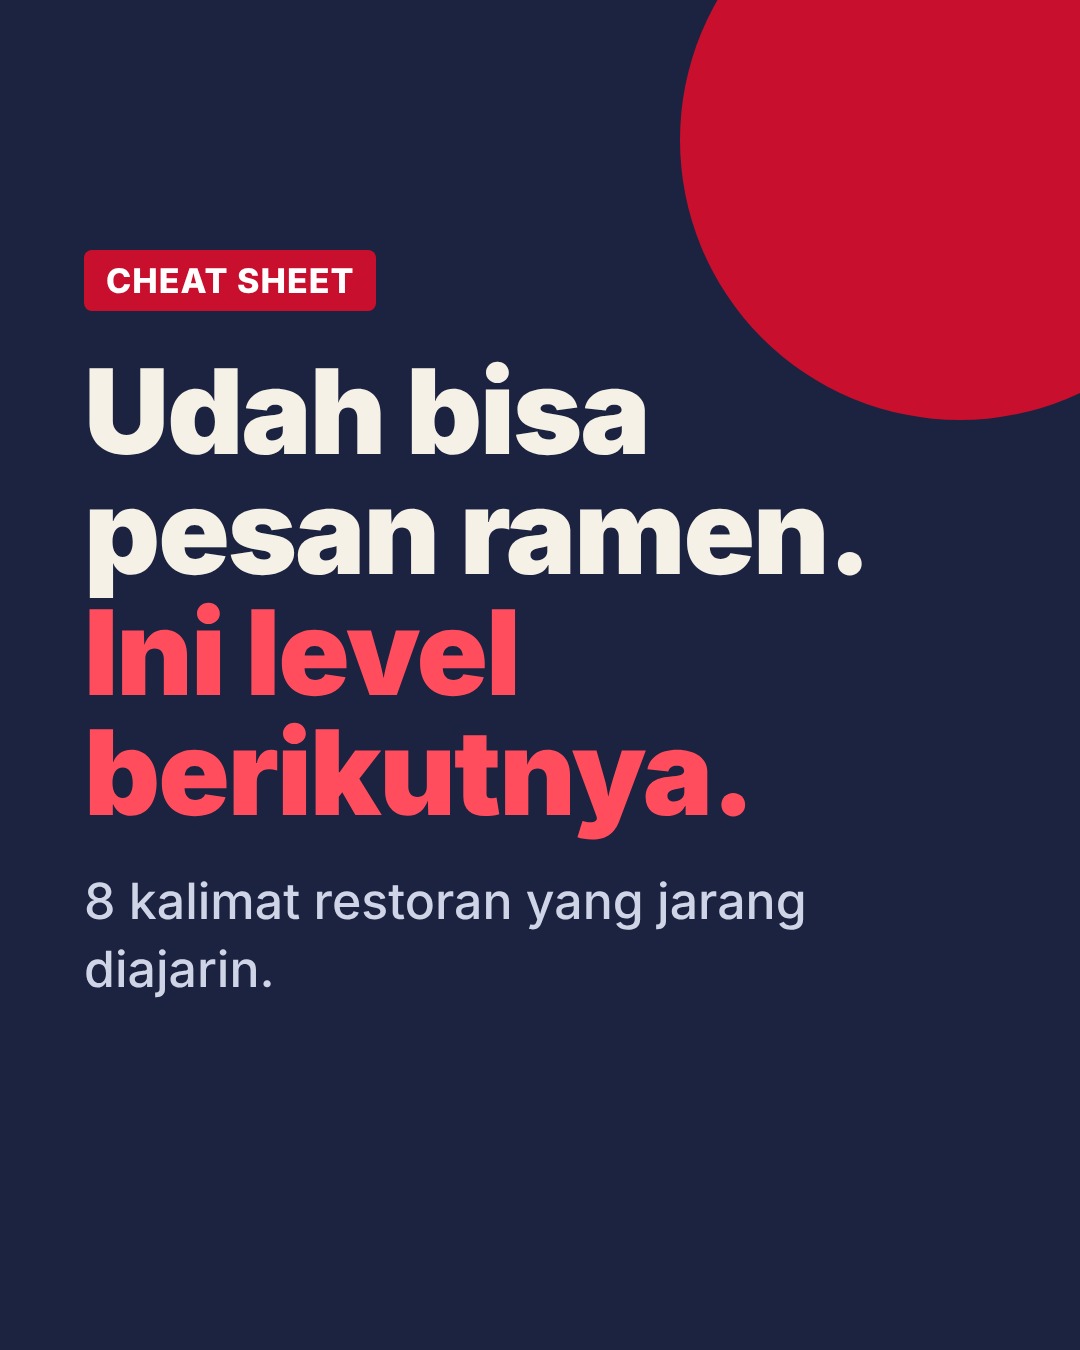 CHEAT SHEET
Udah bisa
pesan ramen.
Ini level
berikutnya.
8 kalimat restoran yang jarang
diajarin.